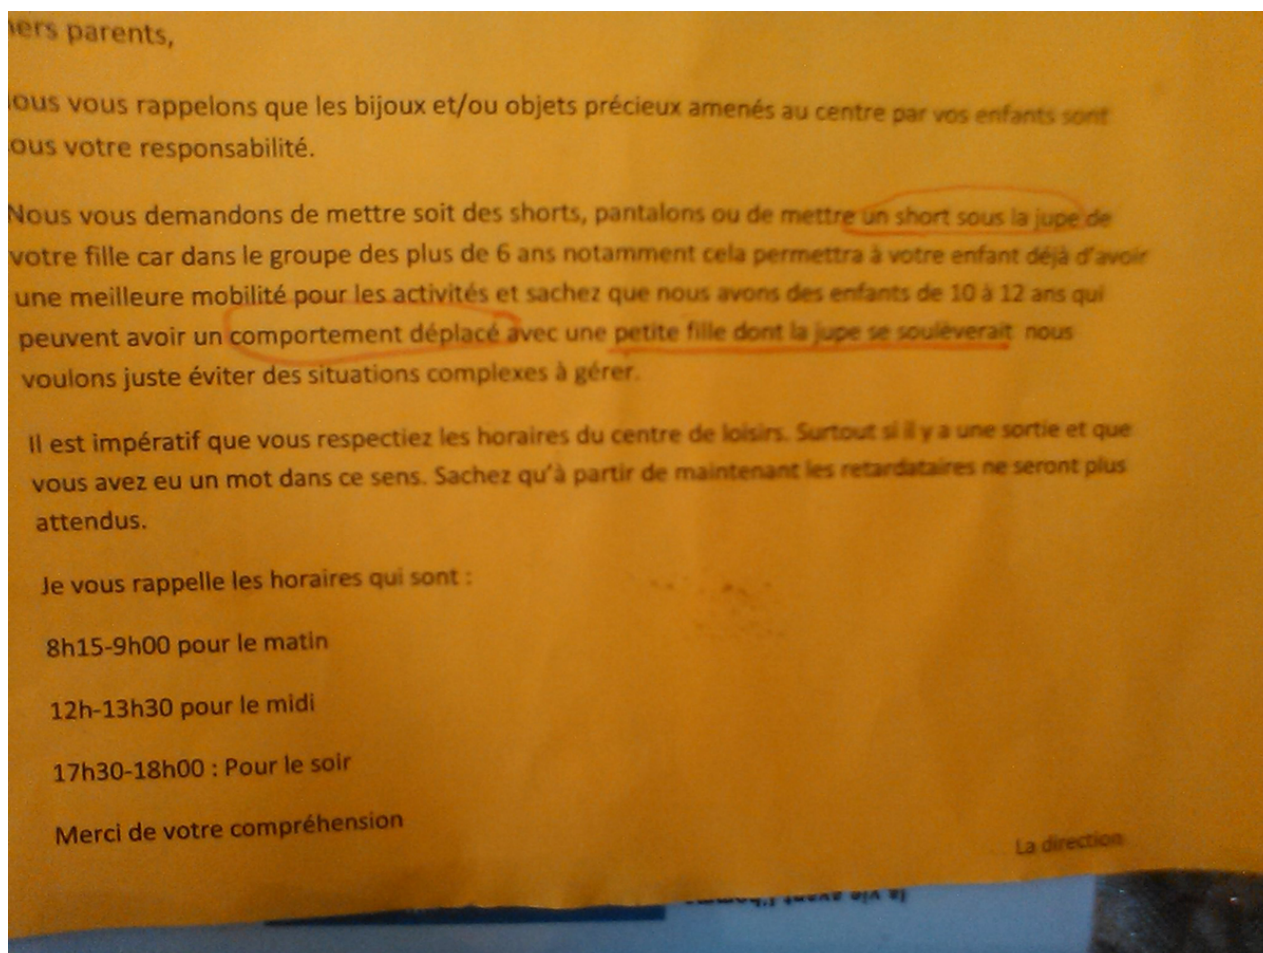 ers parents,
ous vous rappelons que les bijoux et/ou objets précieux amenés au centre par vos enfants sont
ous votre responsabilité.
Nous vous demandons de mettre soit des shorts, pantalons ou de mettre un short sous la jupe de
votre fille car dans le groupe des plus de 6 ans notamment cela permettra à votre enfant déjà d'avoir
une meilleure mobilité pour les activités et sachez que nous avons des enfants de 10 à 12 ans qui
peuvent avoir un comportement déplacé avec une petite fille dont la jupe se soulèverait nous
voulons juste éviter des situations complexes à gérer.
Il est impératif que vous respectiez les horaires du centre de loisirs. Surtout si il y a une sortie et que
vous avez eu un mot dans ce sens. Sachez qu'à partir de maintenant les retardataires ne seront plus
attendus.
Je vous rappelle les horaires qui sont :
8h15-9h00 pour le matin
12h-13h30 pour le midi
17h30-18h00 : Pour le soir
Merci de votre compréhension
La direction
la vie avant l'